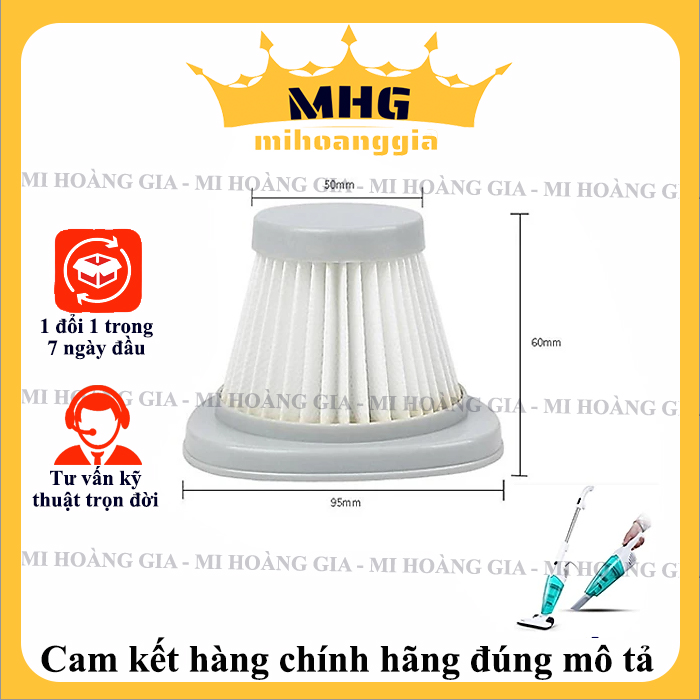 MHG
mihoanggia
MI HOÀNG GIA - MI HOÀNG GIA - MI HOÀNG GIA - MI HOÀNG G
50mm
1 đổi 1 trong
7 ngày đầu
60mm
MI HOÀNG GIA - MI HOÀNG GIA - MI HOÀNG GIA - MI HOÀNG G
Tư vấn kỹ
thuật trọn đời
95mm
MI HOÀNG GIA - MI HOÀNG GIA - MI HOÀNG GIA - MI HOÀNG G
Cam kết hàng chính hãng đúng mô tả